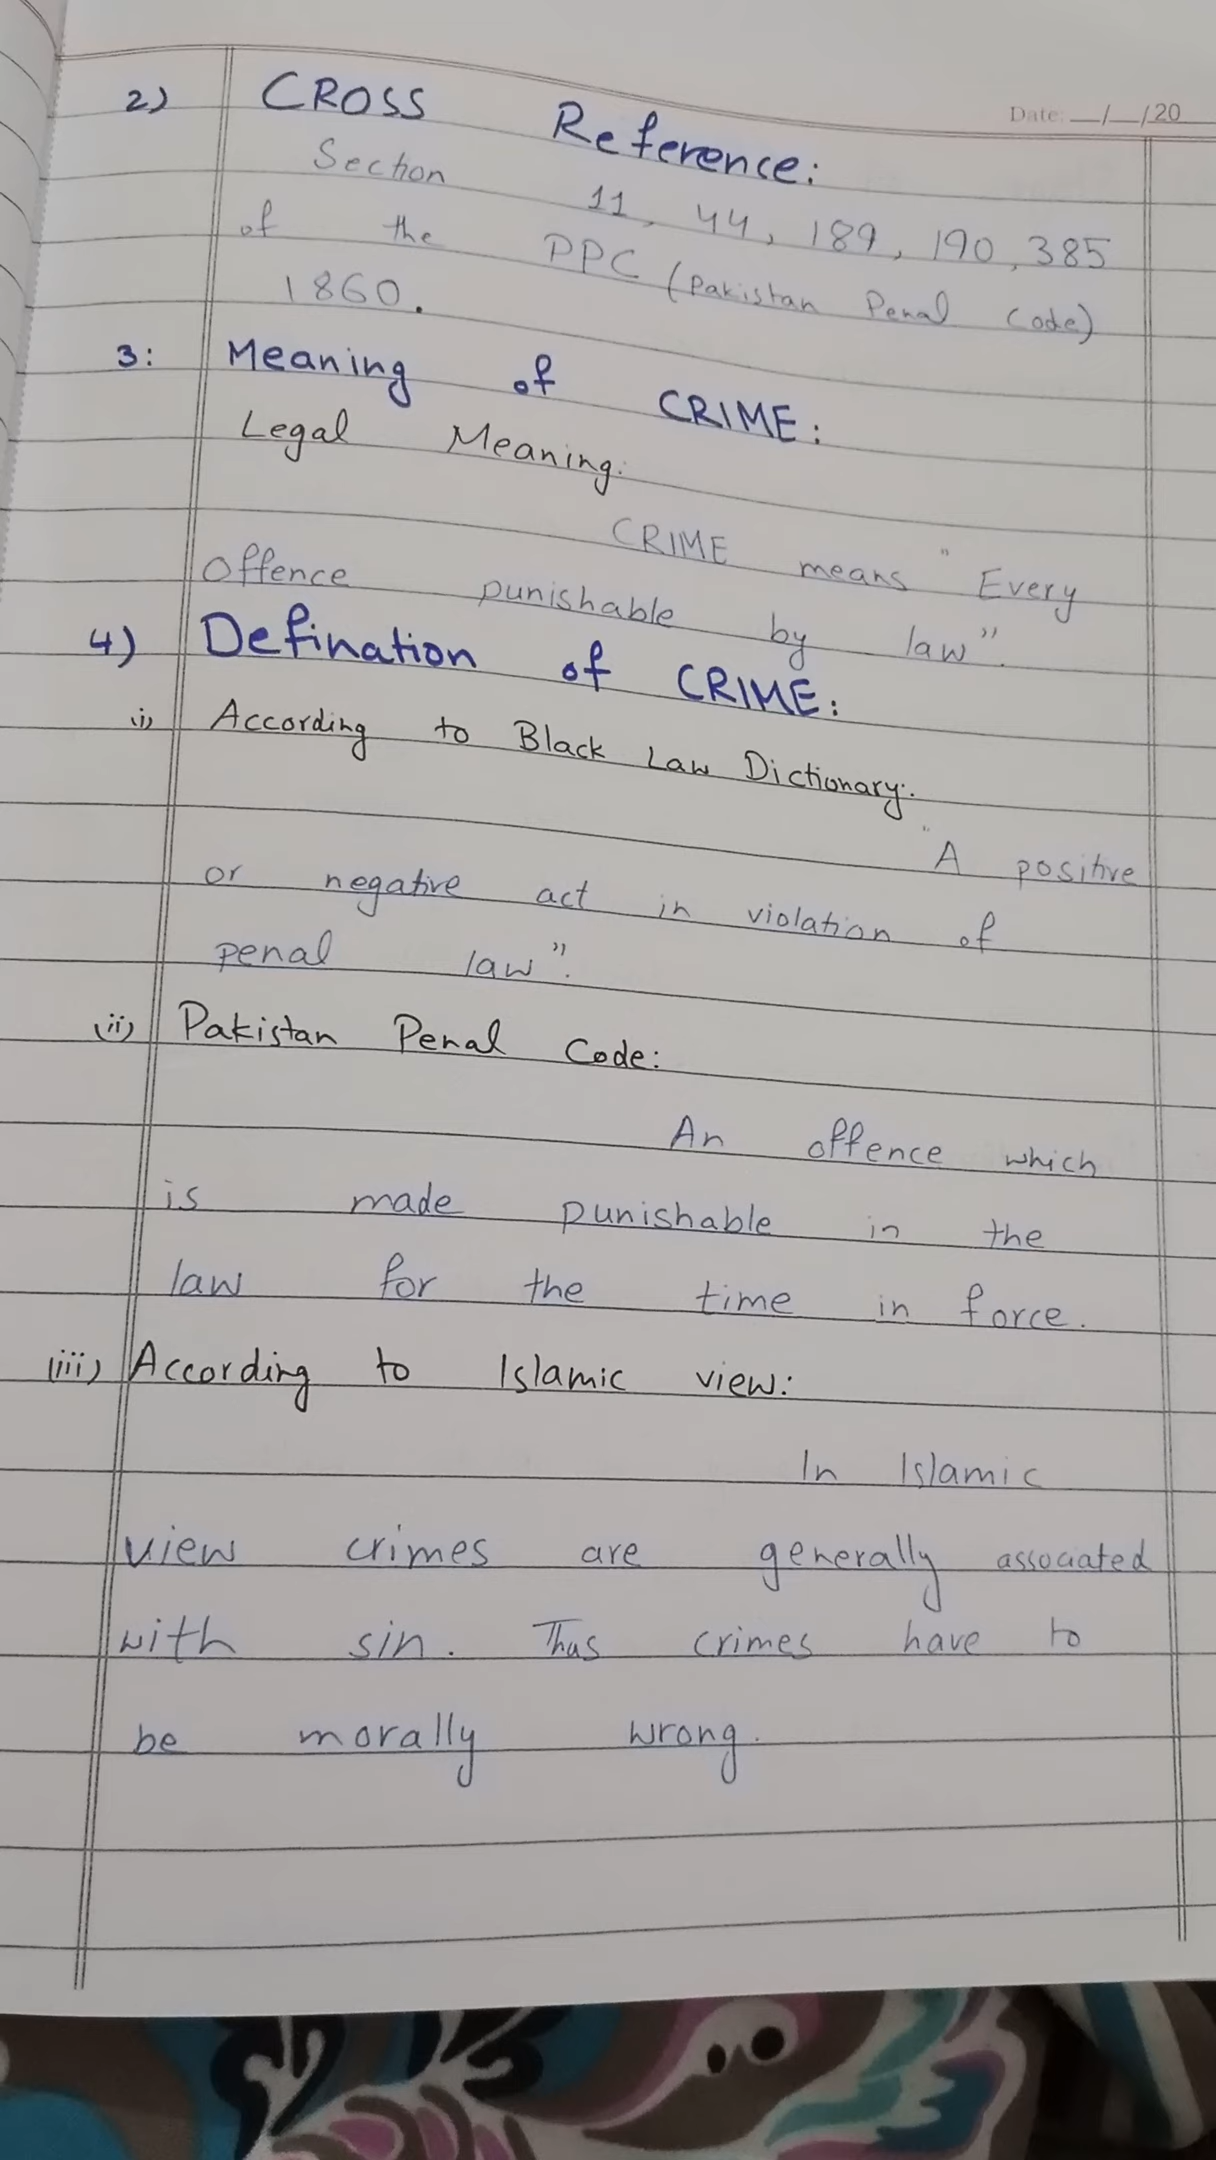 Date: __/__/20
2) CROSS Reference:
Section 11, 44, 189, 190, 385
of the PPC (Pakistan Penal Code)
1860.
3: Meaning of CRIME:
Legal Meaning:
CRIME means "Every
offence punishable by law".
4) Defination of CRIME:
(i) According to Black Law Dictionary:
"A positive
or negative act in violation of
penal law".
(ii) Pakistan Penal Code:
An offence which
is made punishable in the
law for the time in force.
(iii) According to Islamic view:
In Islamic
view crimes are generally associated
with sin. Thus crimes have to
be morally wrong.